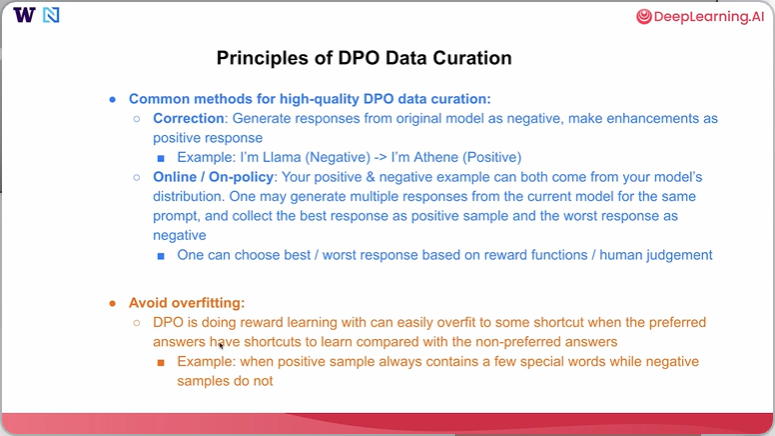 W N
DeepLearning.AI
Principles of DPO Data Curation
● Common methods for high-quality DPO data curation:
○ Correction: Generate responses from original model as negative, make enhancements as
positive response
■ Example: I'm Llama (Negative) -> I'm Athene (Positive)
○ Online / On-policy: Your positive & negative example can both come from your model's
distribution. One may generate multiple responses from the current model for the same
prompt, and collect the best response as positive sample and the worst response as
negative
■ One can choose best / worst response based on reward functions / human judgement
● Avoid overfitting:
○ DPO is doing reward learning with can easily overfit to some shortcut when the preferred
answers have shortcuts to learn compared with the non-preferred answers
■ Example: when positive sample always contains a few special words while negative
samples do not